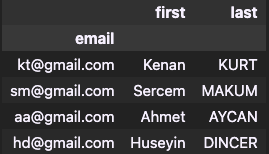 first last
email
kt@gmail.com Kenan KURT
sm@gmail.com Sercem MAKUM
aa@gmail.com Ahmet AYCAN
hd@gmail.com Huseyin DINCER